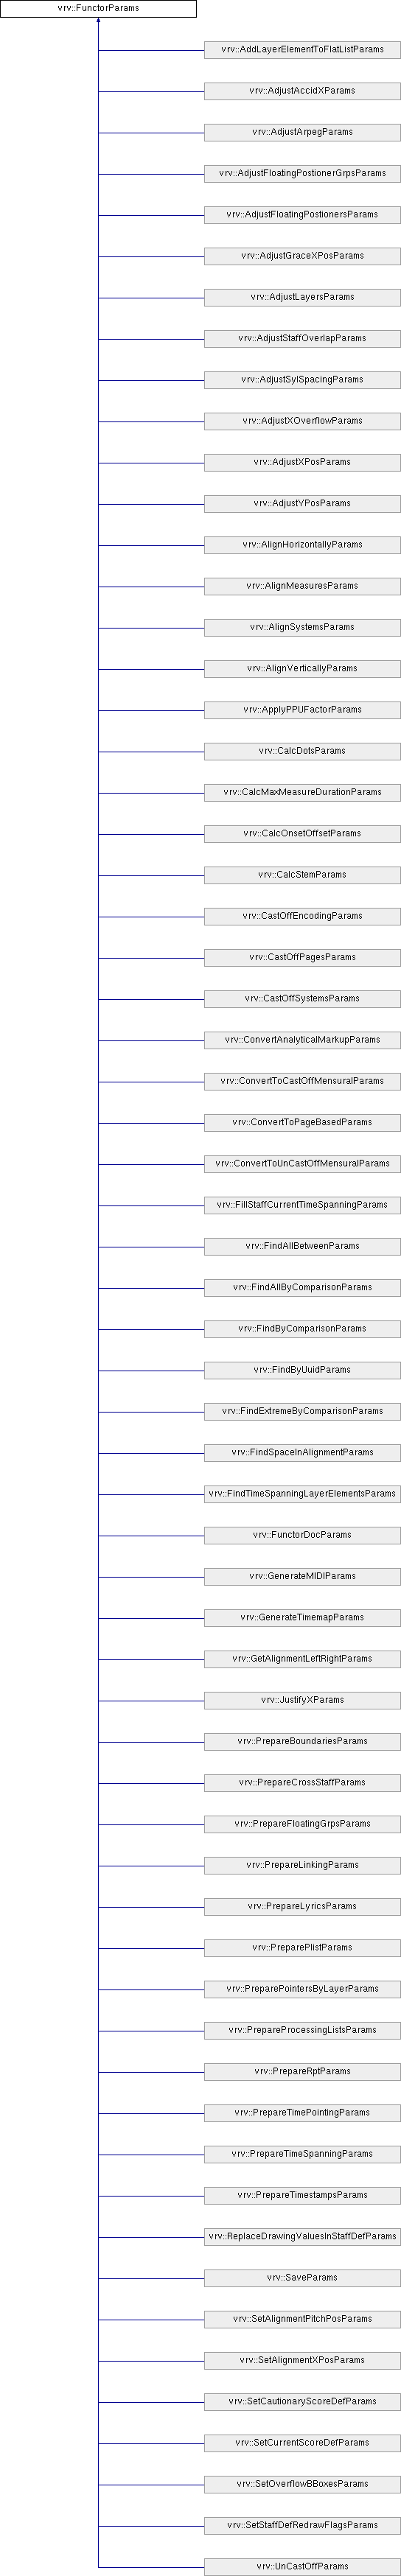 vrv::FunctorParams
vrv::AddLayerElementToFlatListParams
vrv::AdjustAccidXParams
vrv::AdjustArpegParams
vrv::AdjustFloatingPostionerGrpsParams
vrv::AdjustFloatingPostionersParams
vrv::AdjustGraceXPosParams
vrv::AdjustLayersParams
vrv::AdjustStaffOverlapParams
vrv::AdjustSylSpacingParams
vrv::AdjustXOverflowParams
vrv::AdjustXPosParams
vrv::AdjustYPosParams
vrv::AlignHorizontallyParams
vrv::AlignMeasuresParams
vrv::AlignSystemsParams
vrv::AlignVerticallyParams
vrv::ApplyPPUFactorParams
vrv::CalcDotsParams
vrv::CalcMaxMeasureDurationParams
vrv::CalcOnsetOffsetParams
vrv::CalcStemParams
vrv::CastOffEncodingParams
vrv::CastOffPagesParams
vrv::CastOffSystemsParams
vrv::ConvertAnalyticalMarkupParams
vrv::ConvertToCastOffMensuralParams
vrv::ConvertToPageBasedParams
vrv::ConvertToUnCastOffMensuralParams
vrv::FillStaffCurrentTimeSpanningParams
vrv::FindAllBetweenParams
vrv::FindAllByComparisonParams
vrv::FindByComparisonParams
vrv::FindByUuidParams
vrv::FindExtremeByComparisonParams
vrv::FindSpaceInAlignmentParams
vrv::FindTimeSpanningLayerElementsParams
vrv::FunctorDocParams
vrv::GenerateMIDIParams
vrv::GenerateTimemapParams
vrv::GetAlignmentLeftRightParams
vrv::JustifyXParams
vrv::PrepareBoundariesParams
vrv::PrepareCrossStaffParams
vrv::PrepareFloatingGrpsParams
vrv::PrepareLinkingParams
vrv::PrepareLyricsParams
vrv::PreparePlistParams
vrv::PreparePointersByLayerParams
vrv::PrepareProcessingListsParams
vrv::PrepareRptParams
vrv::PrepareTimePointingParams
vrv::PrepareTimeSpanningParams
vrv::PrepareTimestampsParams
vrv::ReplaceDrawingValuesInStaffDefParams
vrv::SaveParams
vrv::SetAlignmentPitchPosParams
vrv::SetAlignmentXPosParams
vrv::SetCautionaryScoreDefParams
vrv::SetCurrentScoreDefParams
vrv::SetOverflowBBoxesParams
vrv::SetStaffDefRedrawFlagsParams
vrv::UnCastOffParams